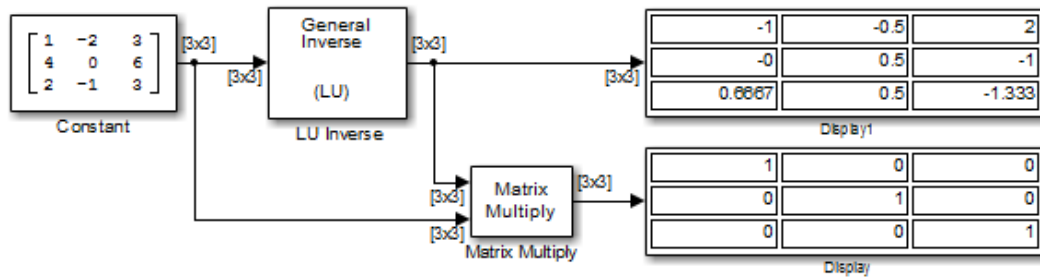 1 -2 3
4 0 6
2 -1 3
Constant
[3x3]
[3x3]
General
Inverse
(LU)
LU Inverse
[3x3]
[3x3]
-1 -0.5 2
-0 0.5 -1
0.6667 0.5 -1.333
Display1
[3x3]
[3x3]
Matrix
Multiply
Matrix Multiply
[3x3]
1 0 0
0 1 0
0 0 1
Display